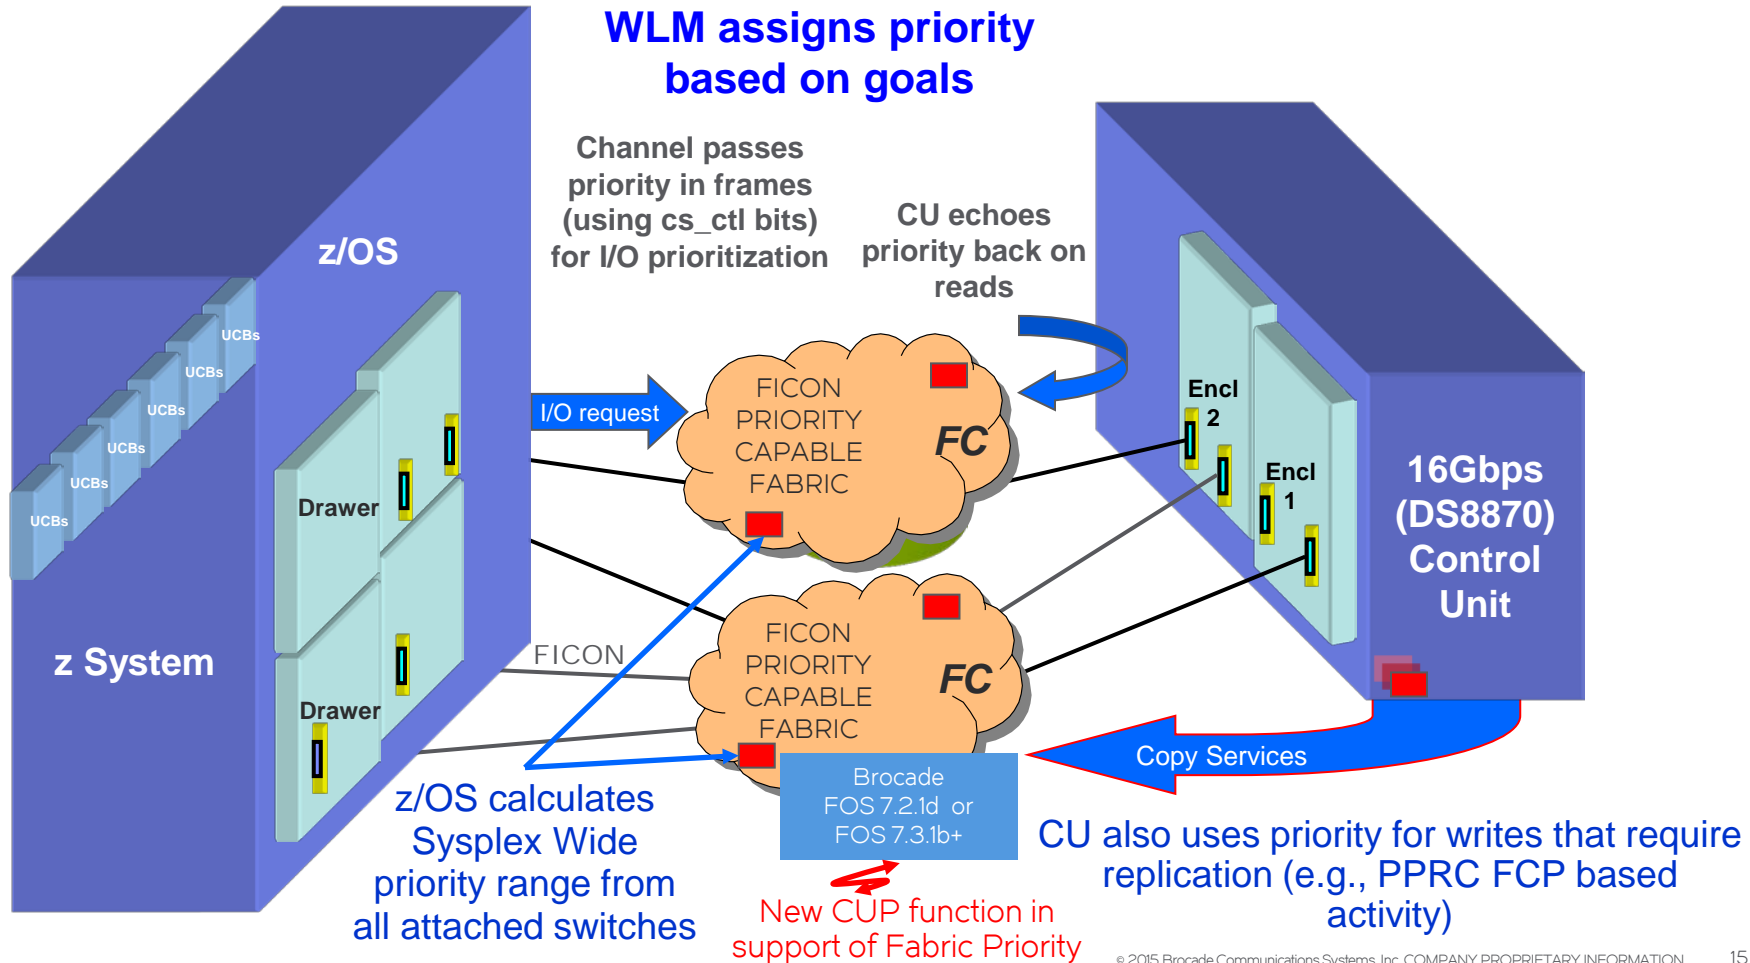 WLM assigns priority
based on goals
Channel passes
priority in frames
(using cs_ctl bits)
for I/O prioritization
CU echoes
priority back on
reads
z/OS
UCBs
UCBs
UCBs
UCBs
UCBs
UCBs
Drawer
Drawer
z System
I/O request
FICON
PRIORITY
CAPABLE
FABRIC
FC
FICON
FICON
PRIORITY
CAPABLE
FABRIC
FC
Encl
2
Encl
1
16Gbps
(DS8870)
Control
Unit
Copy Services
Brocade
FOS 7.2.1d or
FOS 7.3.1b+
z/OS calculates
Sysplex Wide
priority range from
all attached switches
New CUP function in
support of Fabric Priority
CU also uses priority for writes that require
replication (e.g., PPRC FCP based
activity)
© 2015 Brocade Communications Systems, Inc. COMPANY PROPRIETARY INFORMATION
15